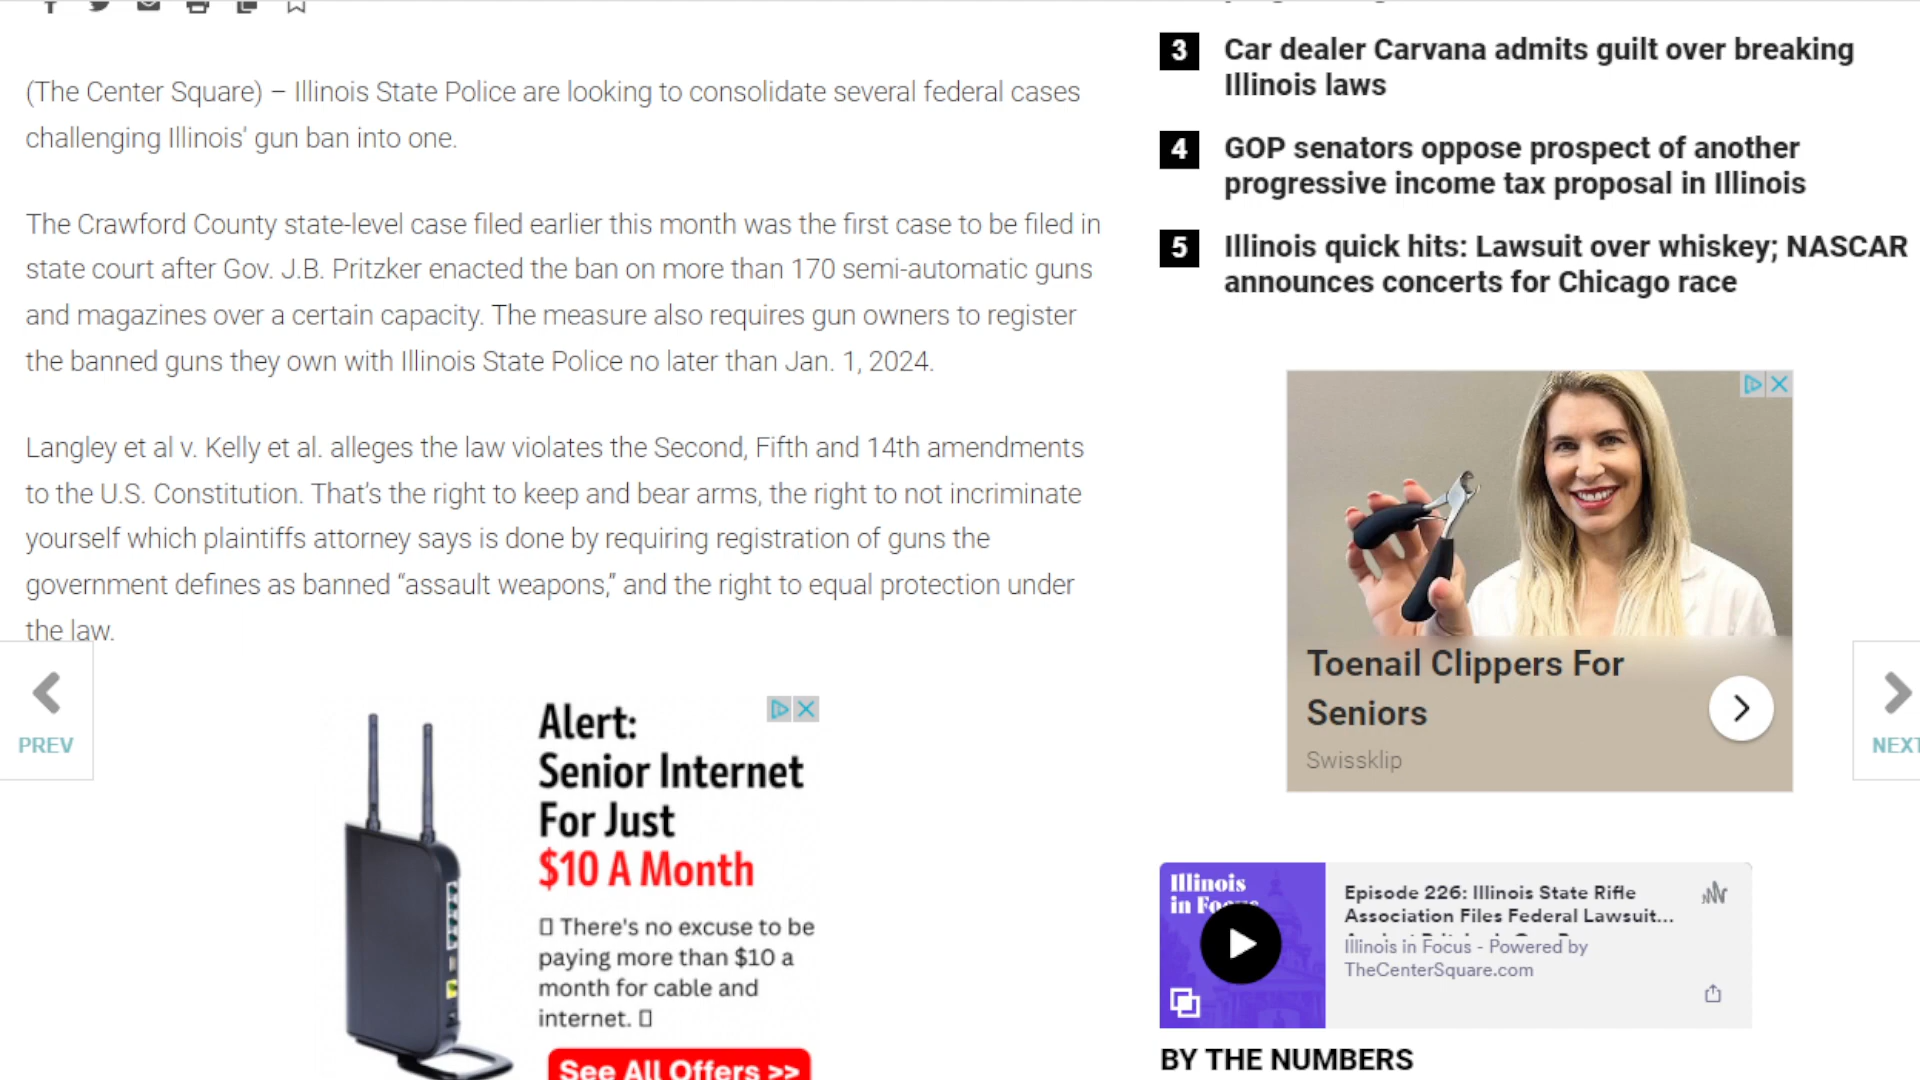 (The Center Square) – Illinois State Police are looking to consolidate several federal cases
challenging Illinois' gun ban into one.
The Crawford County state-level case filed earlier this month was the first case to be filed in
state court after Gov. J.B. Pritzker enacted the ban on more than 170 semi-automatic guns
and magazines over a certain capacity. The measure also requires gun owners to register
the banned guns they own with Illinois State Police no later than Jan. 1, 2024.
Langley et al v. Kelly et al. alleges the law violates the Second, Fifth and 14th amendments
to the U.S. Constitution. That's the right to keep and bear arms, the right to not incriminate
yourself which plaintiffs attorney says is done by requiring registration of guns the
government defines as banned “assault weapons,” and the right to equal protection under
the law.
PREV
Alert:
Senior Internet
For Just
$10 A Month
There's no excuse to be
paying more than $10 a
month for cable and
internet.
See All Offers >>
3 Car dealer Carvana admits guilt over breaking
Illinois laws
4 GOP senators oppose prospect of another
progressive income tax proposal in Illinois
5 Illinois quick hits: Lawsuit over whiskey; NASCAR
announces concerts for Chicago race
Toenail Clippers For
Seniors
Swissklip
NEXT
Illinois
in Focus
Episode 226: Illinois State Rifle
Association Files Federal Lawsuit...
Illinois in Focus - Powered by
TheCenterSquare.com
BY THE NUMBERS